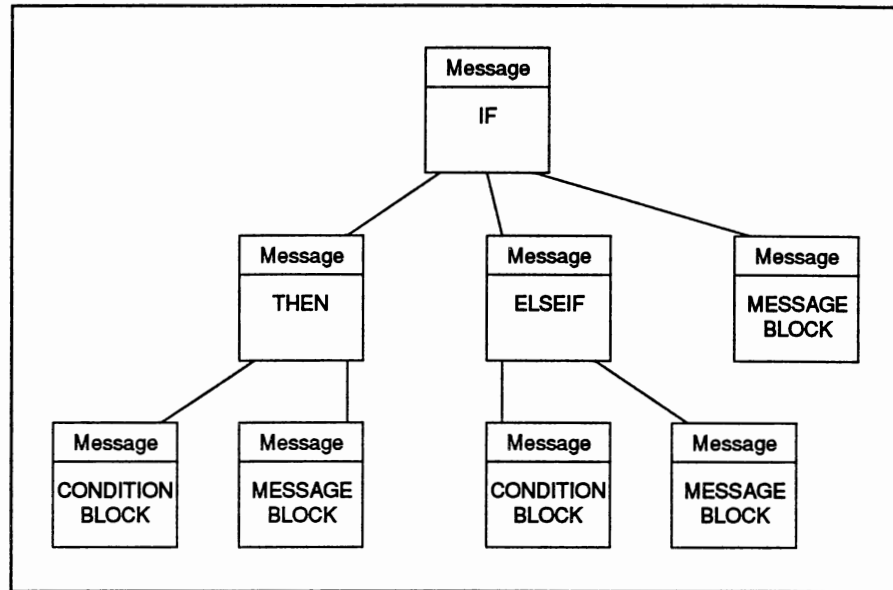 Message
IF
Message
THEN
Message
ELSEIF
Message
MESSAGE
BLOCK
Message
CONDITION
BLOCK
Message
MESSAGE
BLOCK
Message
CONDITION
BLOCK
Message
MESSAGE
BLOCK